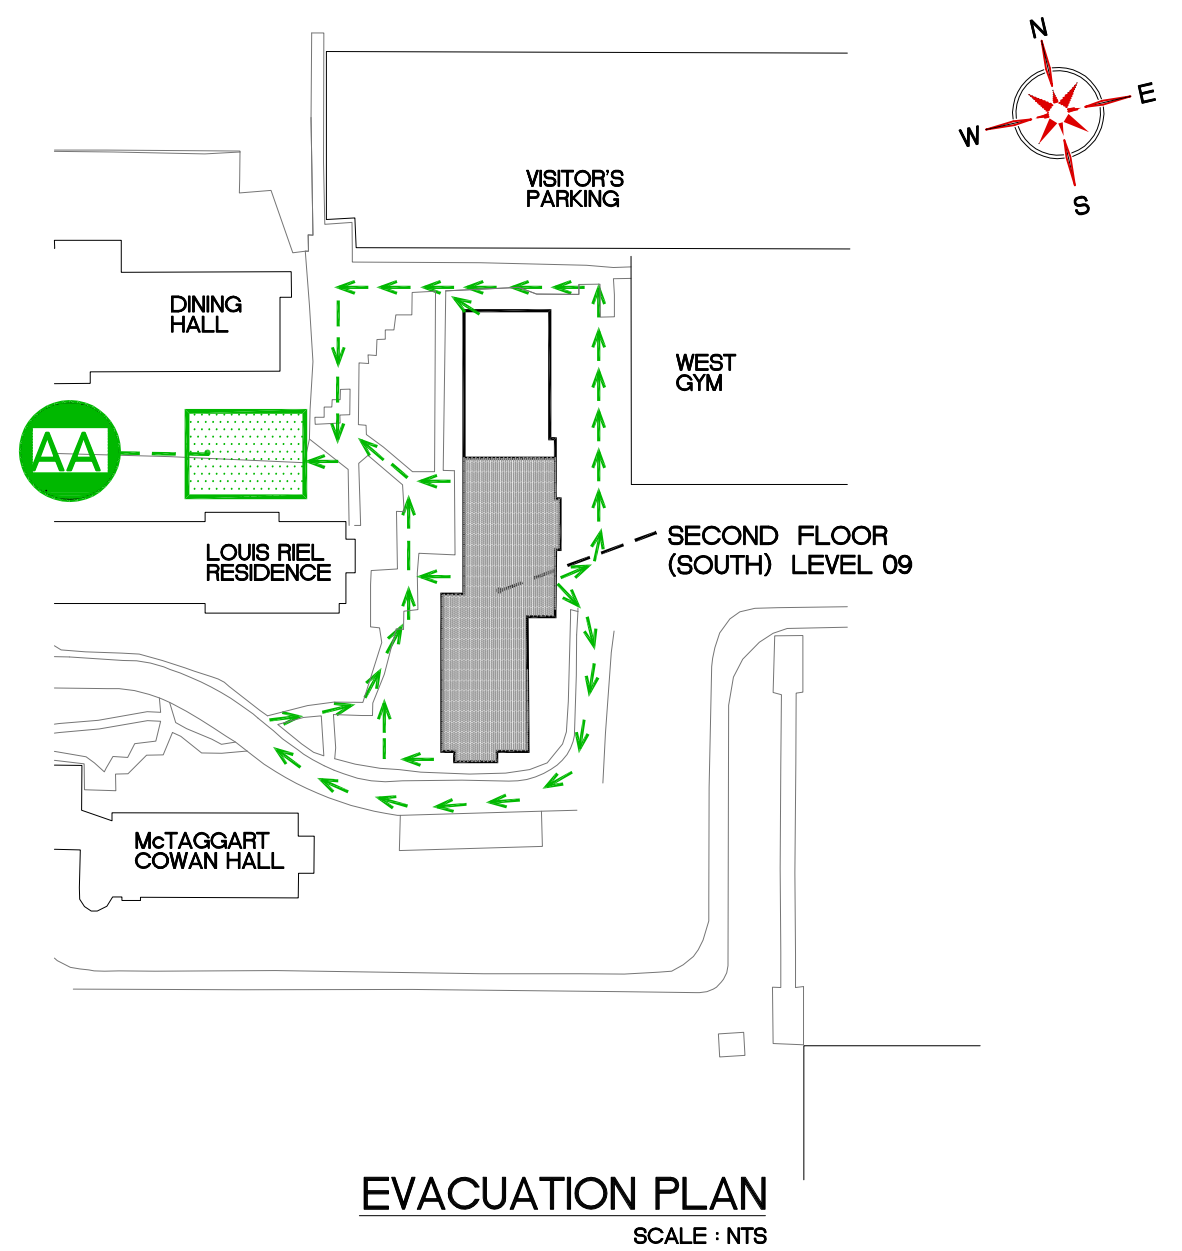 N
E
W
S
VISITOR'S
PARKING
DINING
HALL
WEST
GYM
AA
SECOND FLOOR
(SOUTH) LEVEL 09
LOUIS RIEL
RESIDENCE
McTAGGART
COWAN HALL
EVACUATION PLAN
SCALE : NTS